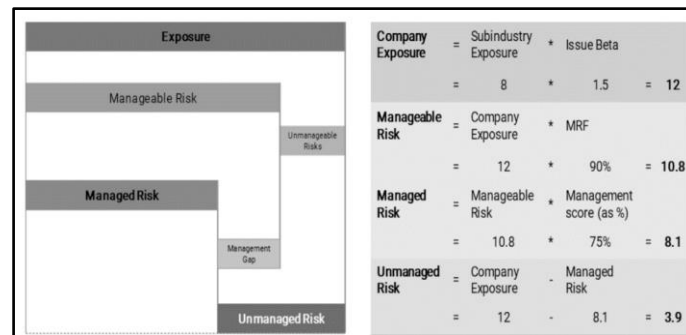 Exposure
Manageable Risk
Unmanageable
Risks
Managed Risk
Management
Gap
Unmanaged Risk
Company Exposure = Subindustry Exposure * Issue Beta
= 8 * 1.5 = 12
Manageable Risk = Company Exposure * MRF
= 12 * 90% = 10.8
Managed Risk = Manageable Risk * Management score (as %)
= 10.8 * 75% = 8.1
Unmanaged Risk = Company Exposure - Managed Risk
= 12 - 8.1 = 3.9